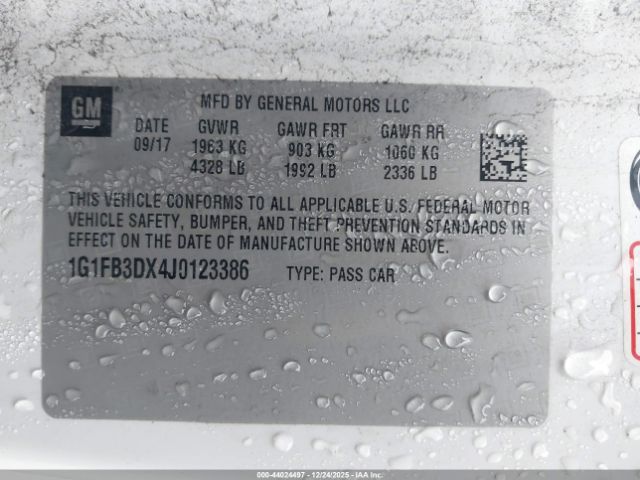 GM
MFD BY GENERAL MOTORS LLC
DATE GVWR GAWR FRT GAWR RR
09/17 1963 KG 903 KG 1060 KG
4328 LB 1992 LB 2336 LB
THIS VEHICLE CONFORMS TO ALL APPLICABLE U.S. FEDERAL MOTOR
VEHICLE SAFETY, BUMPER, AND THEFT PREVENTION STANDARDS IN
EFFECT ON THE DATE OF MANUFACTURE SHOWN ABOVE.
1G1FB3DX4J0123386 TYPE: PASS CAR
000-44024497 - 12/24/2025 - IAA Inc.